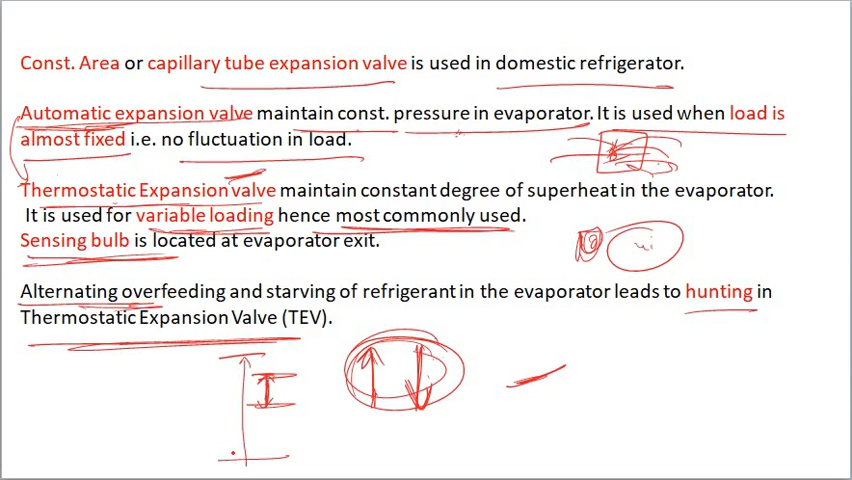 Const. Area or capillary tube expansion valve is used in domestic refrigerator.
Automatic expansion valve maintain const. pressure in evaporator. It is used when load is
almost fixed i.e. no fluctuation in load.
Thermostatic Expansion valve maintain constant degree of superheat in the evaporator.
It is used for variable loading hence most commonly used.
Sensing bulb is located at evaporator exit.
Alternating overfeeding and starving of refrigerant in the evaporator leads to hunting in
Thermostatic Expansion Valve (TEV).